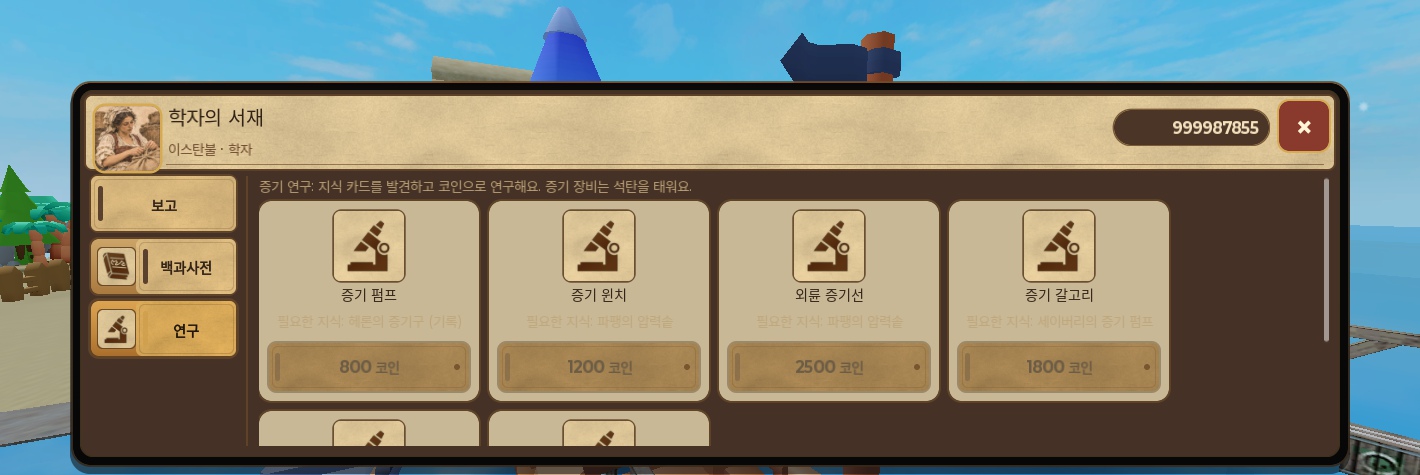 학자의 서재
이스탄불 · 학자
999987855
보고
백과사전
연구
증기 연구: 지식 카드를 발견하고 코인으로 연구해요. 증기 장비는 석탄을 태워요.
증기 펌프
필요한 지식: 헤론의 증기구 (기록)
800 코인
증기 윈치
필요한 지식: 파팽의 압력솥
1200 코인
외륜 증기선
필요한 지식: 파팽의 압력솥
2500 코인
증기 갈고리
필요한 지식: 세이버리의 증기 펌프
1800 코인